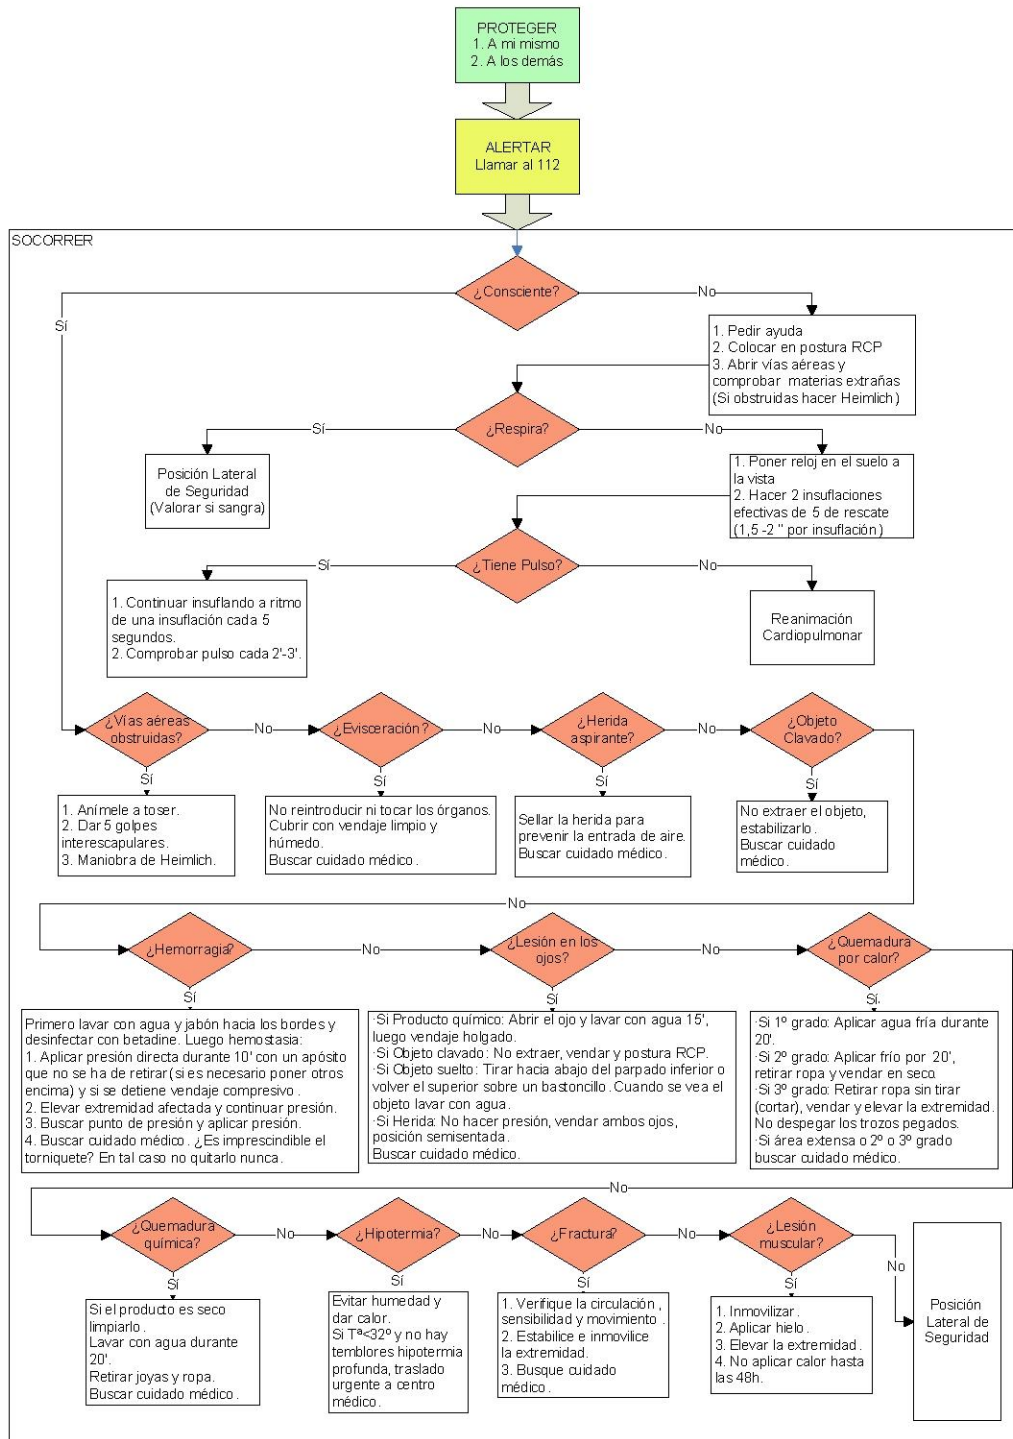 PROTEGER
1. A mi mismo
2. A los demás
ALERTAR
Llamar al 112
SOCORRER
¿Consciente?
No
Sí
1. Pedir ayuda
2. Colocar en postura RCP
3. Abrir vías aéreas y
comprobar materias extrañas
(Si obstruidas hacer Heimlich)
¿Respira?
Sí
No
Posición Lateral
de Seguridad
(Valorar si sangra)
1. Poner reloj en el suelo a
la vista
2. Hacer 2 insuflaciones
efectivas de 5 de rescate
(1,5 -2 " por insuflación)
¿Tiene Pulso?
Sí
No
1. Continuar insuflando a ritmo
de una insuflación cada 5
segundos.
2. Comprobar pulso cada 2'-3'.
Reanimación
Cardiopulmonar
¿Vías aéreas
obstruidas?
No
¿Evisceración?
No
¿Herida
aspirante?
No
¿Objeto
Clavado?
Sí
Sí
Sí
Sí
1. Anímele a toser.
2. Dar 5 golpes
interescapulares.
3. Maniobra de Heimlich.
No reintroducir ni tocar los órganos.
Cubrir con vendaje limpio y
húmedo.
Buscar cuidado médico.
Sellar la herida para
prevenir la entrada de aire.
Buscar cuidado médico.
No extraer el objeto,
estabilizarlo.
Buscar cuidado
médico.
No
¿Hemorragia?
No
¿Lesión en los
ojos?
No
¿Quemadura
por calor?
Sí
Sí
Sí
Primero lavar con agua y jabón hacia los bordes y
desinfectar con betadine. Luego hemostasia:
1. Aplicar presión directa durante 10' con un apósito
que no se ha de retirar (si es necesario poner otros
encima) y si se detiene vendaje compresivo.
2. Elevar extremidad afectada y continuar presión.
3. Buscar punto de presión y aplicar presión.
4. Buscar cuidado médico. ¿Es imprescindible el
torniquete? En tal caso no quitarlo nunca.
·Si Producto químico: Abrir el ojo y lavar con agua 15',
luego vendaje holgado.
·Si Objeto clavado: No extraer, vendar y postura RCP.
·Si Objeto suelto: Tirar hacia abajo del parpado inferior o
volver el superior sobre un bastoncillo. Cuando se vea el
objeto lavar con agua.
·Si Herida: No hacer presión, vendar ambos ojos,
posición semisentada.
Buscar cuidado médico.
·Si 1º grado: Aplicar agua fría durante
20'.
·Si 2º grado: Aplicar frío por 20',
retirar ropa y vendar en seco.
·Si 3º grado: Retirar ropa sin tirar
(cortar), vendar y elevar la extremidad.
No despegar los trozos pegados.
·Si área extensa o 2º o 3º grado
buscar cuidado médico.
No
¿Quemadura
química?
No
¿Hipotermia?
No
¿Fractura?
No
¿Lesión
muscular?
No
Sí
Sí
Sí
Sí
Si el producto es seco
limpiarlo.
Lavar con agua durante
20'.
Retirar joyas y ropa.
Buscar cuidado médico.
Evitar humedad y
dar calor.
Si Tª<32º y no hay
temblores hipotermia
profunda, traslado
urgente a centro
médico.
1. Verifique la circulación,
sensibilidad y movimiento.
2. Estabilice e inmovilice
la extremidad.
3. Busque cuidado
médico.
1. Inmovilizar.
2. Aplicar hielo.
3. Elevar la extremidad.
4. No aplicar calor hasta
las 48h.
Posición
Lateral de
Seguridad